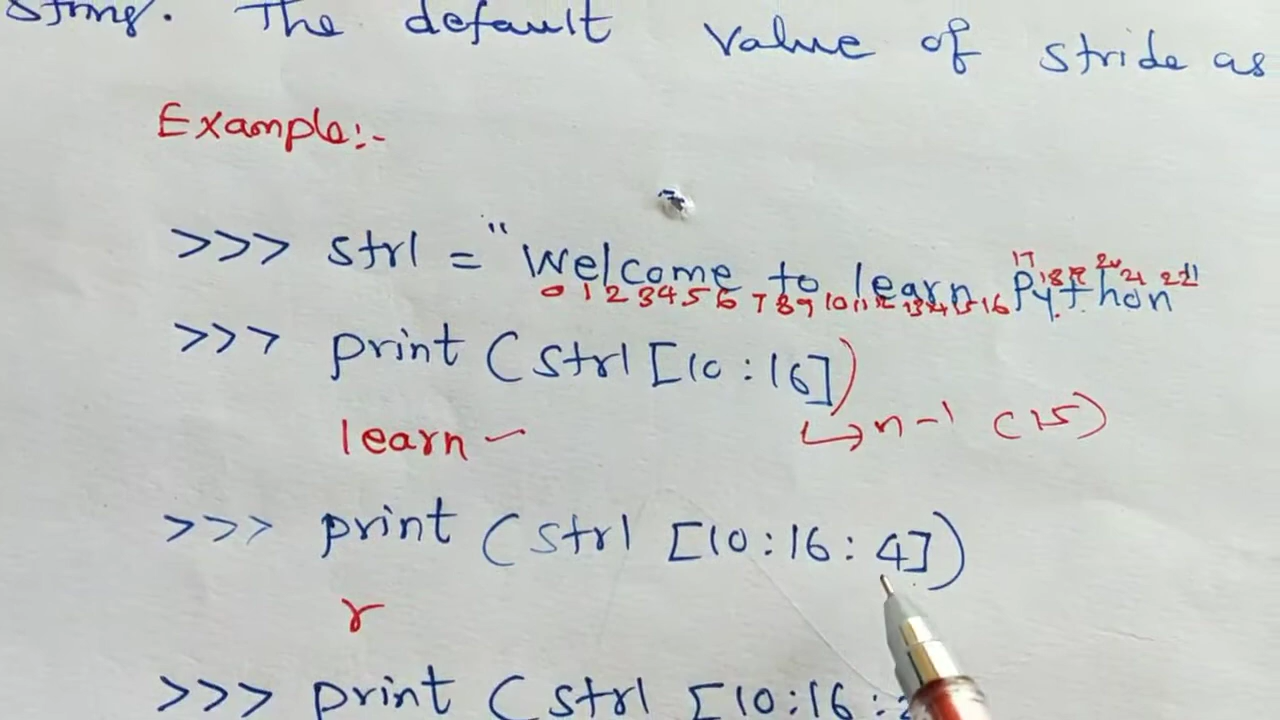 string. The default value of stride as
Example:-
>>> str1 = "Welcome to learn Python"
0 1 2 3 4 5 6 7 8 9 10 11 12 13 14 15 16 17 18 19 20 21 22
>>> print (str1 [10:16])
learn
↳ n-1 (15)
>>> print (str1 [10:16:4])
r
>>> print (str1 [10:16: